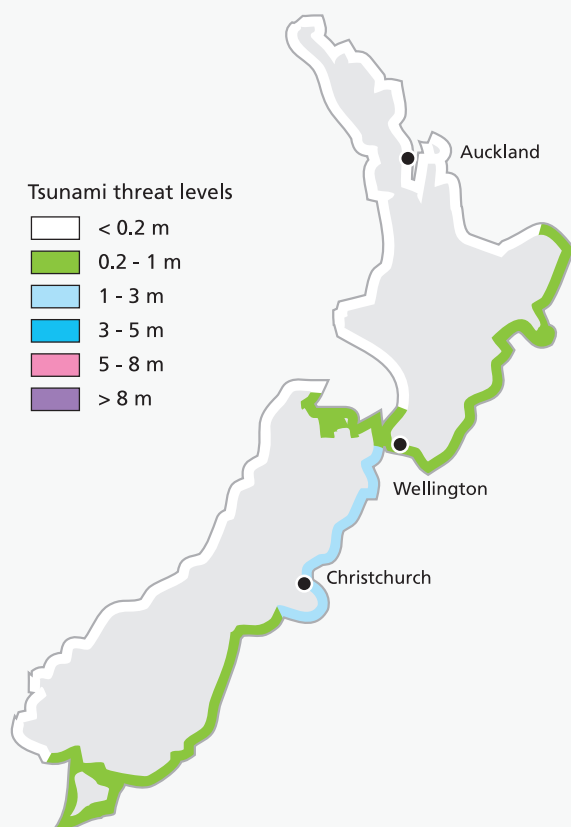 Auckland
Tsunami threat levels
< 0.2 m
0.2 - 1 m
1 - 3 m
3 - 5 m
5 - 8 m
> 8 m
Wellington
Christchurch